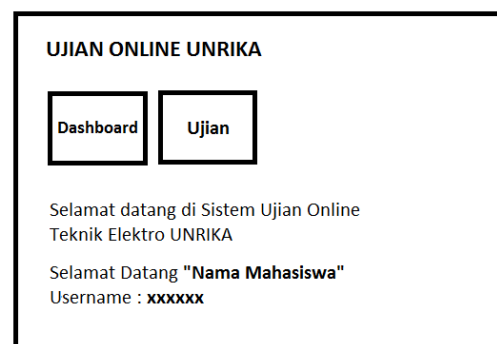 UJIAN ONLINE UNRIKA
Dashboard
Ujian
Selamat datang di Sistem Ujian Online
Teknik Elektro UNRIKA
Selamat Datang "Nama Mahasiswa"
Username : xxxxxx